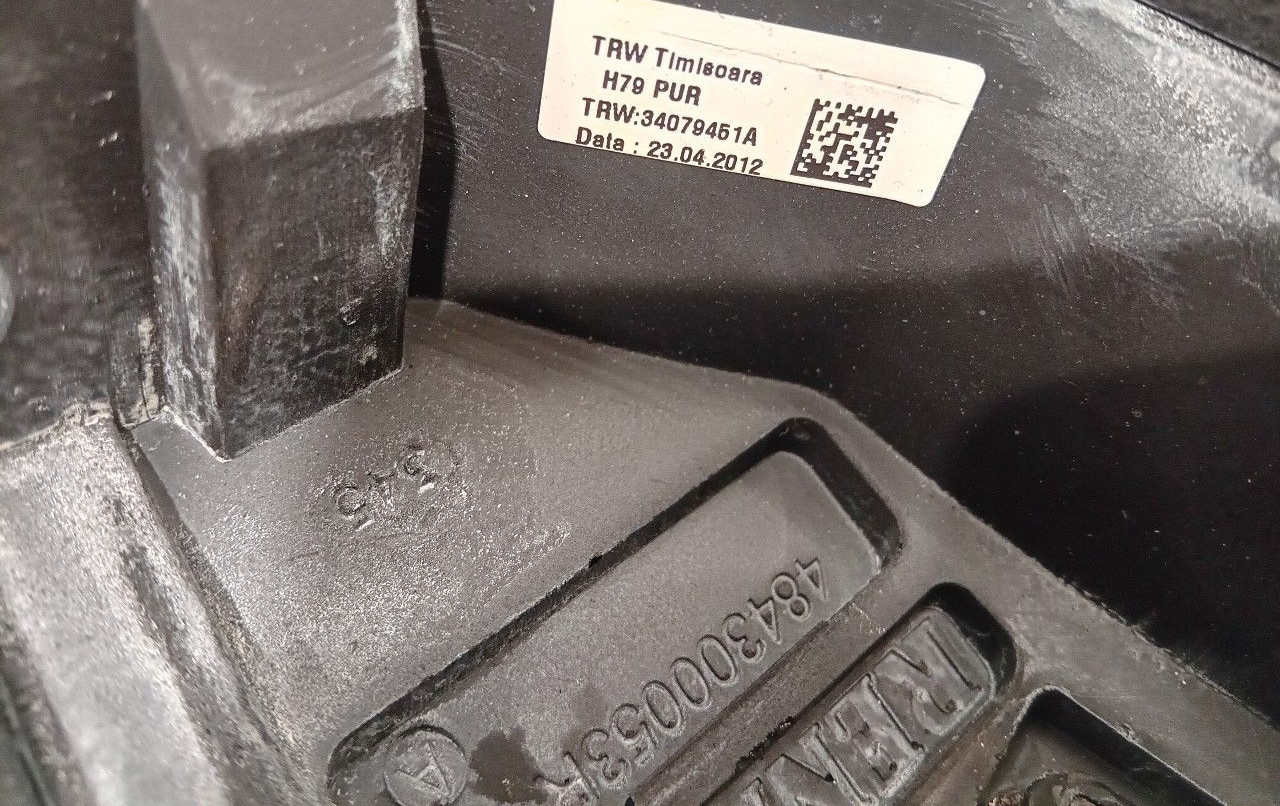 TRW Timisoara
H79 PUR
TRW:34079451A
Data : 23.04.2012
345
484300053R
A